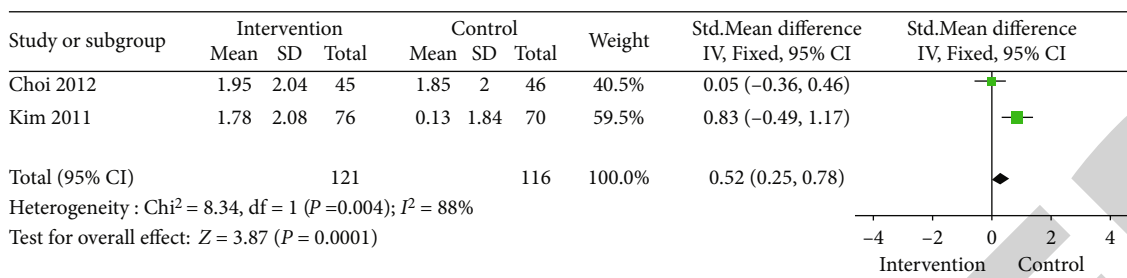 Study or subgroup Intervention Control Weight Std.Mean difference Std.Mean difference
Mean SD Total Mean SD Total IV, Fixed, 95% CI IV, Fixed, 95% CI
Choi 2012 1.95 2.04 45 1.85 2 46 40.5% 0.05 (–0.36, 0.46)
Kim 2011 1.78 2.08 76 0.13 1.84 70 59.5% 0.83 (–0.49, 1.17)
Total (95% CI) 121 116 100.0% 0.52 (0.25, 0.78)
Heterogeneity : Chi² = 8.34, df = 1 (P =0.004); I² = 88%
Test for overall effect: Z = 3.87 (P = 0.0001)
–4 –2 0 2 4
Intervention Control